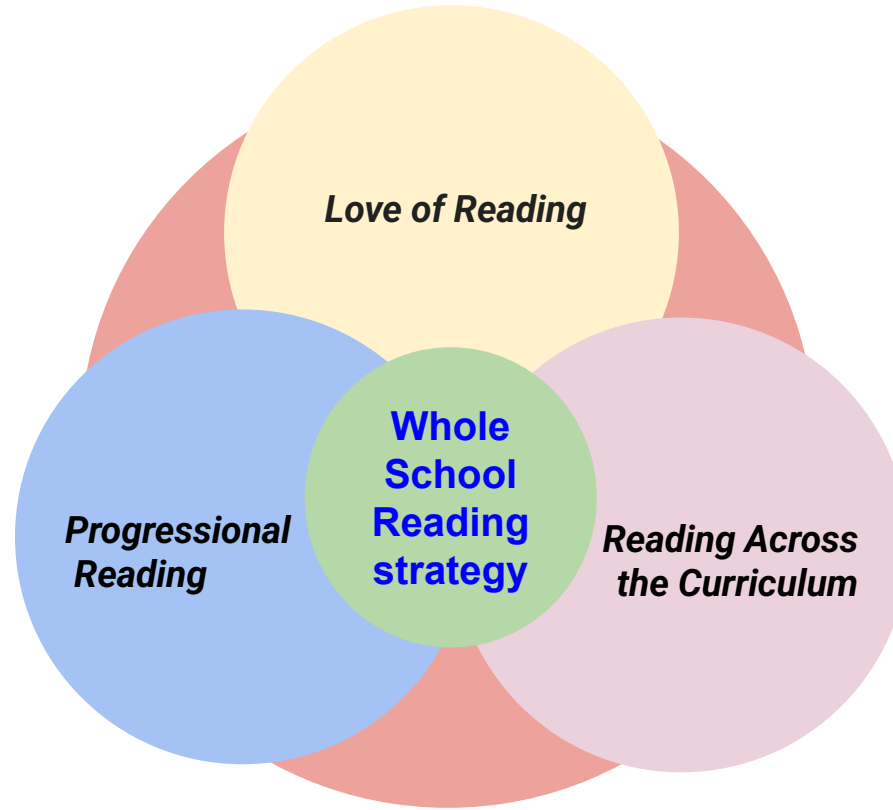 Love of Reading
Whole
School
Reading
strategy
Progressional
Reading
Reading Across
the Curriculum